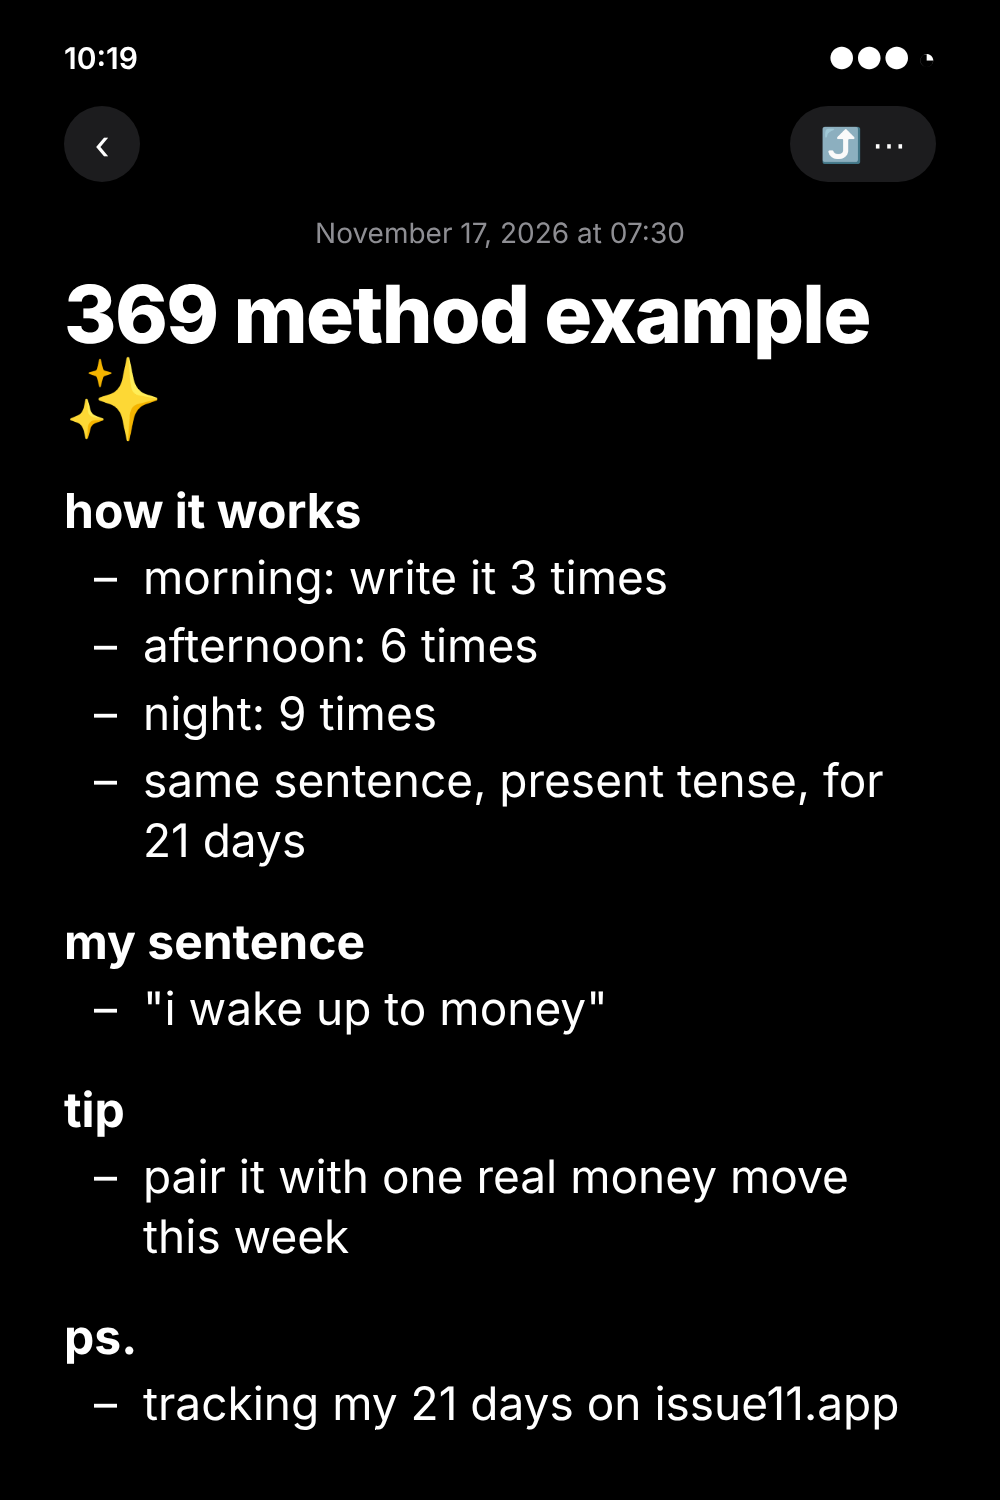 10:19
November 17, 2026 at 07:30
369 method example
✨
how it works
– morning: write it 3 times
– afternoon: 6 times
– night: 9 times
– same sentence, present tense, for
21 days
my sentence
– "i wake up to money"
tip
– pair it with one real money move
this week
ps.
– tracking my 21 days on issue11.app